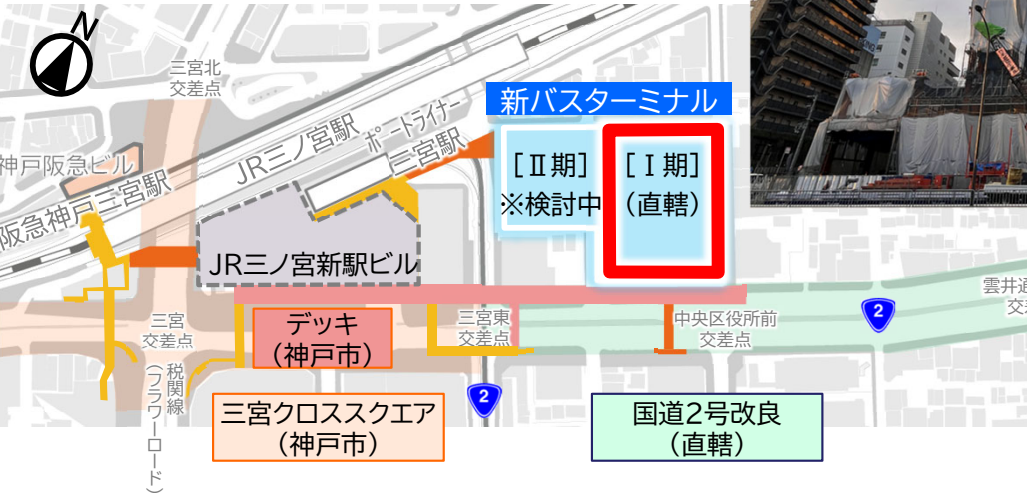 N
三宮北
交差点
新バスターミナル
ポートライナー
三宮駅
JR三ノ宮駅
神戸阪急ビル
阪急神戸三宮駅
[Ⅱ期]
※検討中
[Ⅰ期]
(直轄)
JR三ノ宮新駅ビル
雲井通
交差
三宮
交差点
デッキ
(神戸市)
三宮東
交差点
中央区役所前
交差点
2
税関線
(フラワーロード)
2
三宮クロススクエア
(神戸市)
国道2号改良
(直轄)